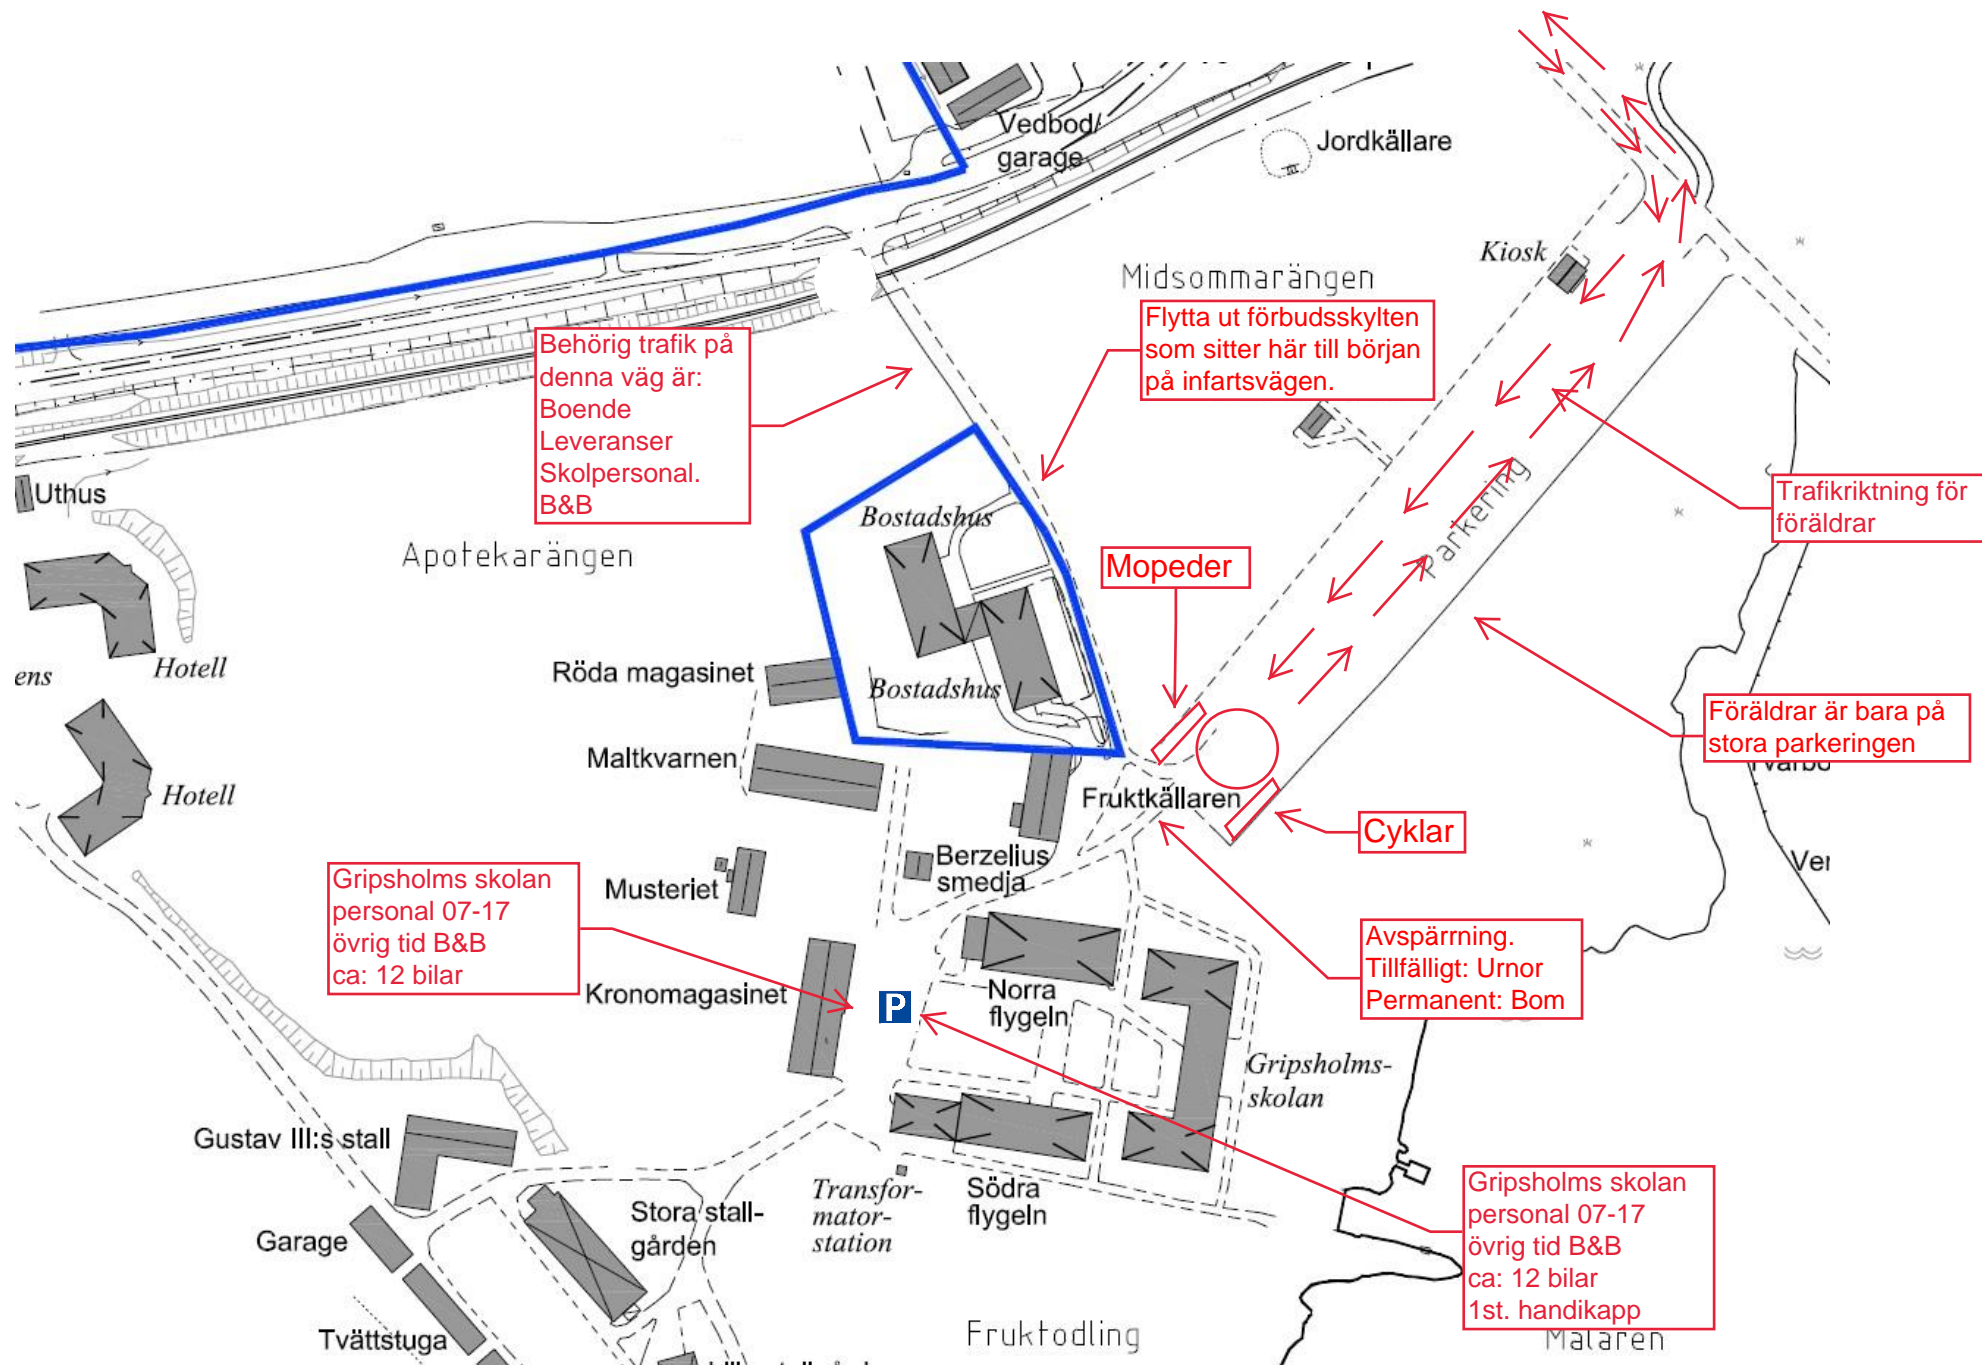 Vedbod/
garage
Jordkällare
Kiosk
Midsommarängen
Flytta ut förbudsskylten
som sitter här till början
på infartsvägen.
Behörig trafik på
denna väg är:
Boende
Leveranser
Skolpersonal.
B&B
Uthus
Apotekarängen
Bostadshus
Parkering
Trafikriktning för
föräldrar
Mopeder
ens
Hotell
Röda magasinet
Bostadshus
Föräldrar är bara på
stora parkeringen
Maltkvarnen
Hotell
Fruktkällaren
Cyklar
Berzelius
smedja
Musteriet
Ver
Gripsholms skolan
personal 07-17
övrig tid B&B
ca: 12 bilar
Avspärrning.
Tillfälligt: Urnor
Permanent: Bom
Kronomagasinet
P
Norra
flygeln
Gripsholms-
skolan
Gustav III:s stall
Transfor-
mator-
station
Södra
flygeln
Stora stall-
gården
Garage
Gripsholms skolan
personal 07-17
övrig tid B&B
ca: 12 bilar
1st. handikapp
Tvättstuga
Fruktodling
Mälaren